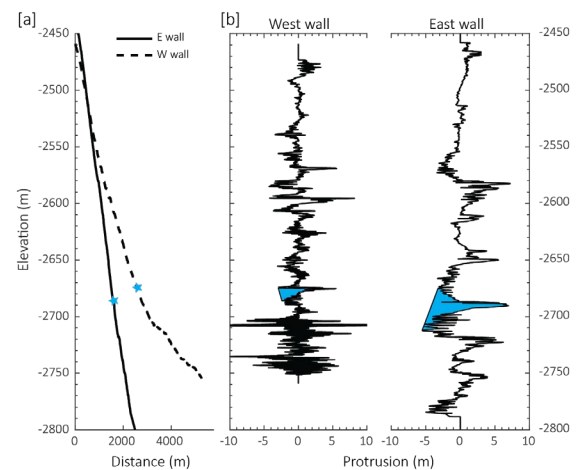 [a]
E wall
W wall
-2450
-2500
-2550
-2600
-2650
-2700
-2750
-2800
Elevation (m)
0 2000 4000
Distance (m)
[b]
West wall East wall
-10 -5 0 5 10
-10 -5 0 5 10
Protrusion (m)
-2450
-2500
-2550
-2600
-2650
-2700
-2750
-2800